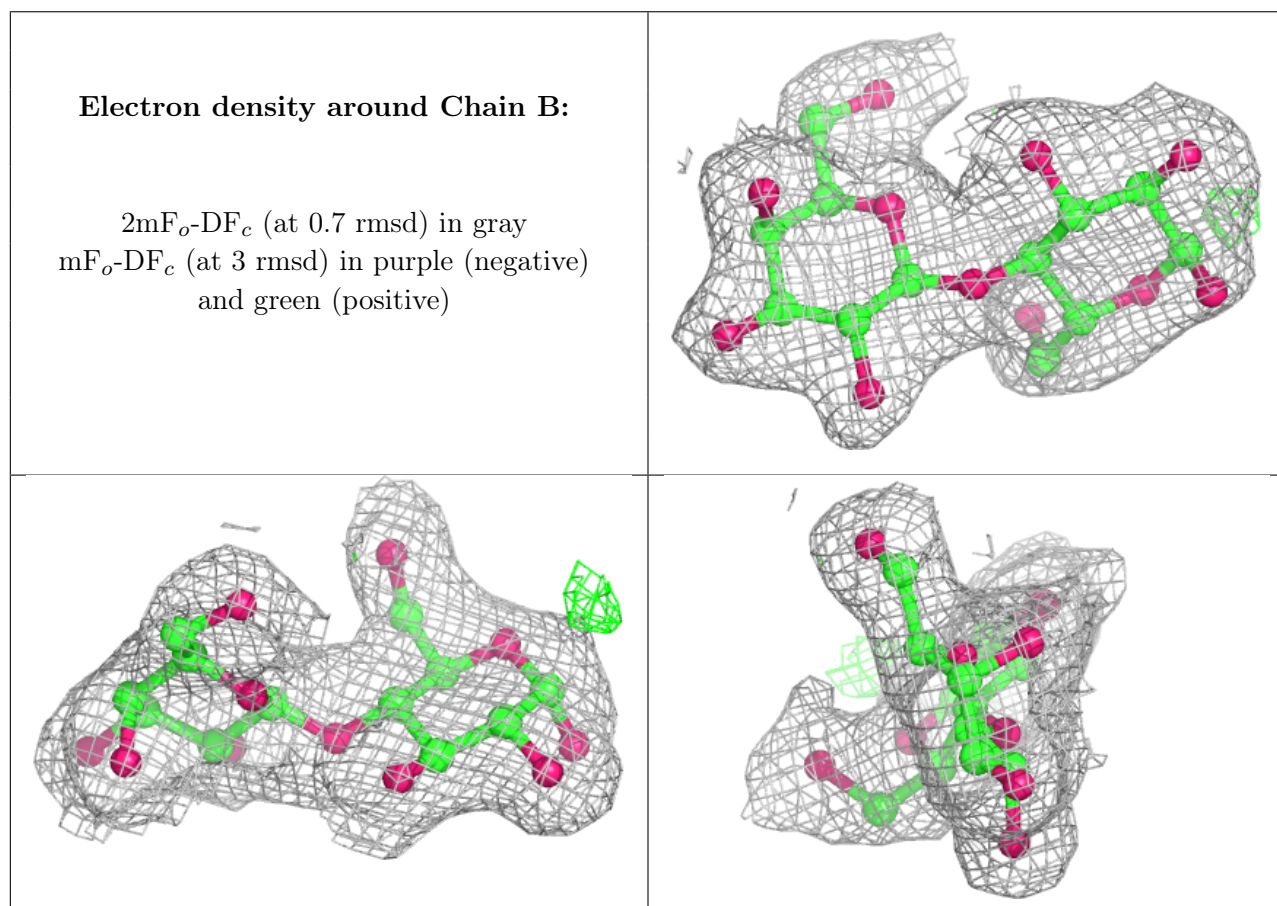 Electron density around Chain B:
2mFₒ-DF𝒸 (at 0.7 rmsd) in gray
mFₒ-DF𝒸 (at 3 rmsd) in purple (negative)
and green (positive)